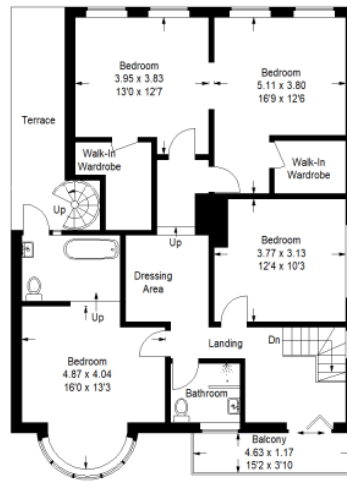 Bedroom
3.95 x 3.83
13'0 x 12'7
Bedroom
5.11 x 3.80
16'9 x 12'6
Terrace
Walk-In
Wardrobe
Walk-In
Wardrobe
Up
Up
Bedroom
3.77 x 3.13
12'4 x 10'3
Dressing
Area
Up
Landing
Dn
Bedroom
4.87 x 4.04
16'0 x 13'3
Bathroom
Balcony
4.63 x 1.17
15'2 x 3'10